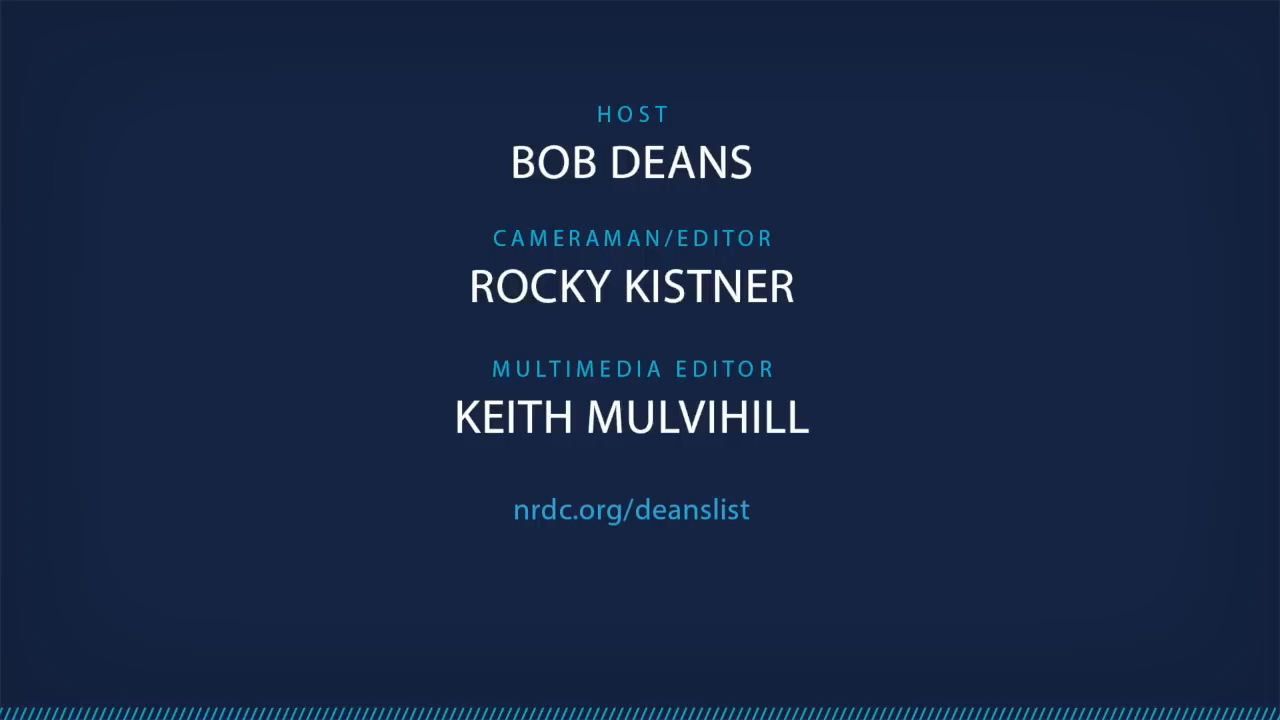 HOST
BOB DEANS
CAMERAMAN/EDITOR
ROCKY KISTNER
MULTIMEDIA EDITOR
KEITH MULVIHILL
nrdc.org/deanslist